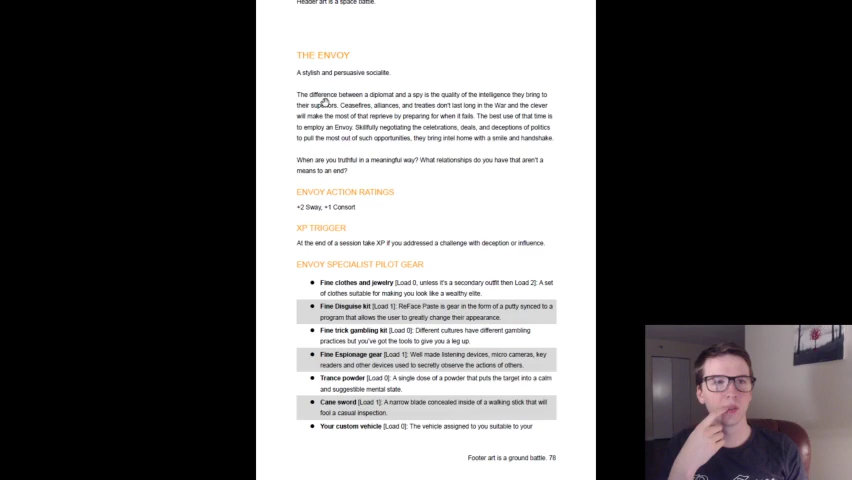 Header art is a space battle.
THE ENVOY
A stylish and persuasive socialite.
The difference between a diplomat and a spy is the quality of the intelligence they bring to
their superiors. Ceasefires, alliances, and treaties don't last long in the War and the clever
will make the most of that reprieve by preparing for when it fails. The best use of that time is
to employ an Envoy. Skillfully negotiating the celebrations, deals, and deceptions of politics
to pull the most out of such opportunities, they bring intel home with a smile and handshake.
When are you truthful in a meaningful way? What relationships do you have that aren't a
means to an end?
ENVOY ACTION RATINGS
+2 Sway, +1 Consort
XP TRIGGER
At the end of a session take XP if you addressed a challenge with deception or influence.
ENVOY SPECIALIST PILOT GEAR
● Fine clothes and jewelry [Load 0, unless it's a secondary outfit then Load 2]: A set
of clothes suitable for making you look like a wealthy elite.
● Fine Disguise kit [Load 1]: ReFace Paste is gear in the form of a putty synced to a
program that allows the user to greatly change their appearance.
● Fine trick gambling kit [Load 0]: Different cultures have different gambling
practices but you've got the tools to give you a leg up.
● Fine Espionage gear [Load 1]: Well made listening devices, micro cameras, key
readers and other devices used to secretly observe the actions of others.
● Trance powder [Load 0]: A single dose of a powder that puts the target into a calm
and suggestible mental state.
● Cane sword [Load 1]: A narrow blade concealed inside of a walking stick that will
fool a casual inspection.
● Your custom vehicle [Load 0]: The vehicle assigned to you suitable to your
Footer art is a ground battle. 78